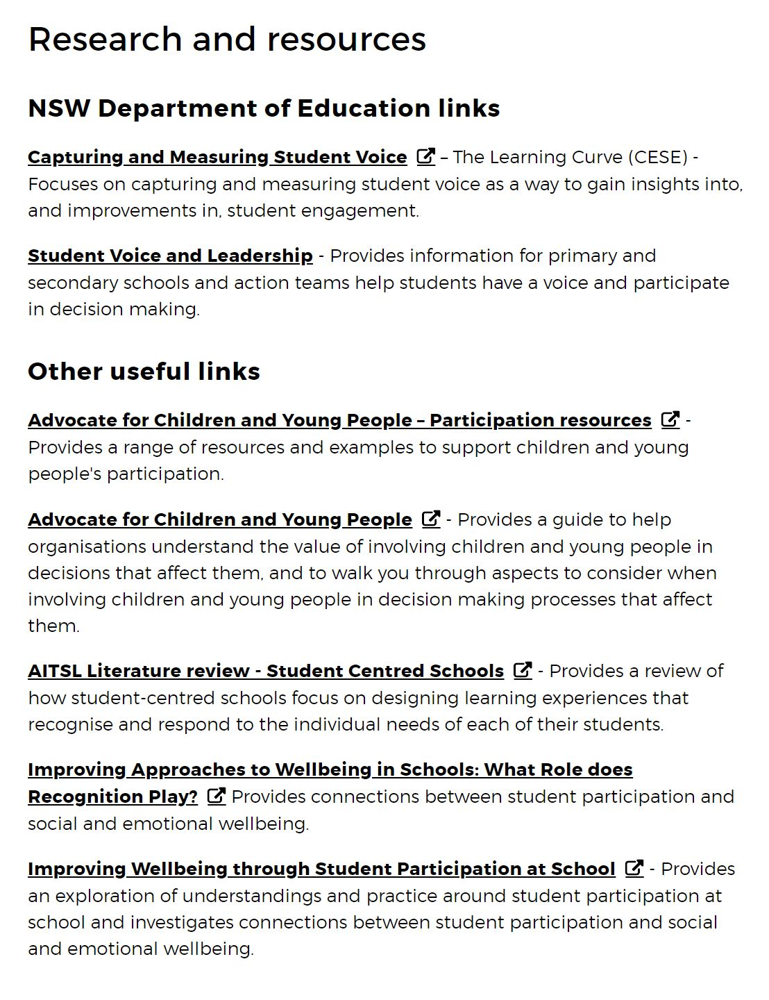 Research and resources
NSW Department of Education links
Capturing and Measuring Student Voice – The Learning Curve (CESE) -
Focuses on capturing and measuring student voice as a way to gain insights into,
and improvements in, student engagement.
Student Voice and Leadership - Provides information for primary and
secondary schools and action teams help students have a voice and participate
in decision making.
Other useful links
Advocate for Children and Young People – Participation resources -
Provides a range of resources and examples to support children and young
people's participation.
Advocate for Children and Young People - Provides a guide to help
organisations understand the value of involving children and young people in
decisions that affect them, and to walk you through aspects to consider when
involving children and young people in decision making processes that affect
them.
AITSL Literature review - Student Centred Schools - Provides a review of
how student-centred schools focus on designing learning experiences that
recognise and respond to the individual needs of each of their students.
Improving Approaches to Wellbeing in Schools: What Role does
Recognition Play? Provides connections between student participation and
social and emotional wellbeing.
Improving Wellbeing through Student Participation at School - Provides
an exploration of understandings and practice around student participation at
school and investigates connections between student participation and social
and emotional wellbeing.